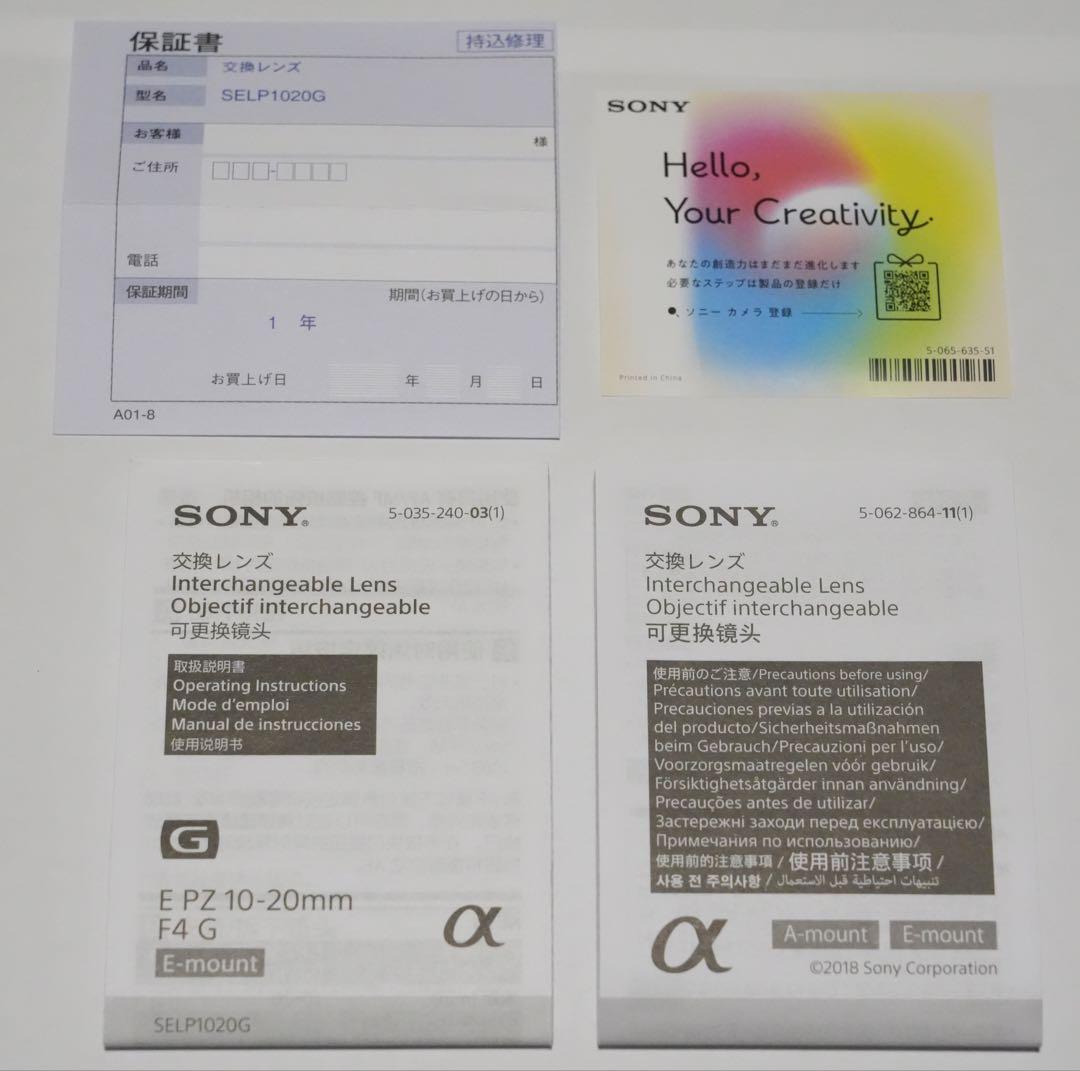 保証書
持込修理
品名 交換レンズ
型名 SELP1020G
お客様
様
ご住所
電話
保証期間 期間(お買上げの日から)
1 年
お買上げ日 年 月 日
A01-8
SONY
Hello,
Your Creativity.
あなたの創造力はまだまだ進化します
必要なステップは製品の登録だけ
ソニー カメラ 登録
5-065-635-51
Printed in China
SONY® 5-035-240-03(1)
交換レンズ
Interchangeable Lens
Objectif interchangeable
可更换镜头
取扱説明書
Operating Instructions
Mode d'emploi
Manual de instrucciones
使用说明书
G
E PZ 10-20mm
F4 G
α
E-mount
SELP1020G
SONY® 5-062-864-11(1)
交換レンズ
Interchangeable Lens
Objectif interchangeable
可更换镜头
使用前のご注意/Precautions before using/
Précautions avant toute utilisation/
Precauciones previas a la utilización
del producto/Sicherheitsmaßnahmen
beim Gebrauch/Precauzioni per l'uso/
Voorzorgsmaatregelen vóór gebruik/
Försiktighetsåtgärder innan användning/
Precauções antes de utilizar/
Застережні заходи перед експлуатацією/
Примечания по использованию/
使用前的注意事項 / 使用前注意事项 /
사용 전 주의사항 / تنبيهات احتياطية قبل الاستعمال
α
A-mount E-mount
©2018 Sony Corporation